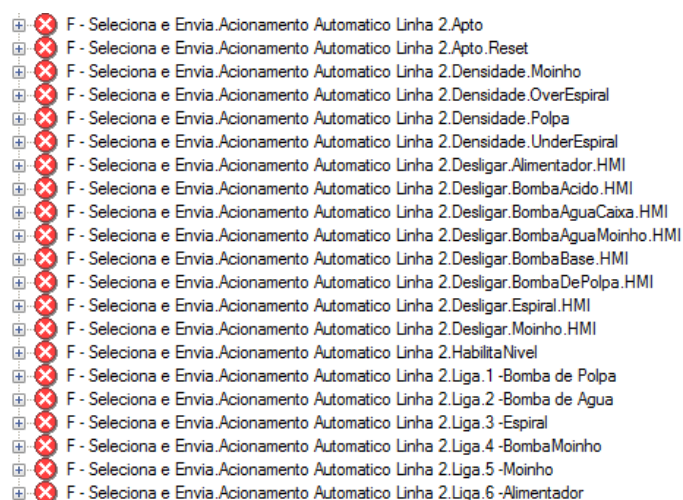 F - Seleciona e Envia.Acionamento Automatico Linha 2.Apto
F - Seleciona e Envia.Acionamento Automatico Linha 2.Apto.Reset
F - Seleciona e Envia.Acionamento Automatico Linha 2.Densidade.Moinho
F - Seleciona e Envia.Acionamento Automatico Linha 2.Densidade.OverEspiral
F - Seleciona e Envia.Acionamento Automatico Linha 2.Densidade.Polpa
F - Seleciona e Envia.Acionamento Automatico Linha 2.Densidade.UnderEspiral
F - Seleciona e Envia.Acionamento Automatico Linha 2.Desligar.Alimentador.HMI
F - Seleciona e Envia.Acionamento Automatico Linha 2.Desligar.BombaAcido.HMI
F - Seleciona e Envia.Acionamento Automatico Linha 2.Desligar.BombaAguaCaixa.HMI
F - Seleciona e Envia.Acionamento Automatico Linha 2.Desligar.BombaAguaMoinho.HMI
F - Seleciona e Envia.Acionamento Automatico Linha 2.Desligar.BombaBase.HMI
F - Seleciona e Envia.Acionamento Automatico Linha 2.Desligar.BombaDePolpa.HMI
F - Seleciona e Envia.Acionamento Automatico Linha 2.Desligar.Espiral.HMI
F - Seleciona e Envia.Acionamento Automatico Linha 2.Desligar.Moinho.HMI
F - Seleciona e Envia.Acionamento Automatico Linha 2.HabilitaNivel
F - Seleciona e Envia.Acionamento Automatico Linha 2.Liga.1 -Bomba de Polpa
F - Seleciona e Envia.Acionamento Automatico Linha 2.Liga.2 -Bomba de Agua
F - Seleciona e Envia.Acionamento Automatico Linha 2.Liga.3 -Espiral
F - Seleciona e Envia.Acionamento Automatico Linha 2.Liga.4 -BombaMoinho
F - Seleciona e Envia.Acionamento Automatico Linha 2.Liga.5 -Moinho
F - Seleciona e Envia.Acionamento Automatico Linha 2.Liga.6 -Alimentador